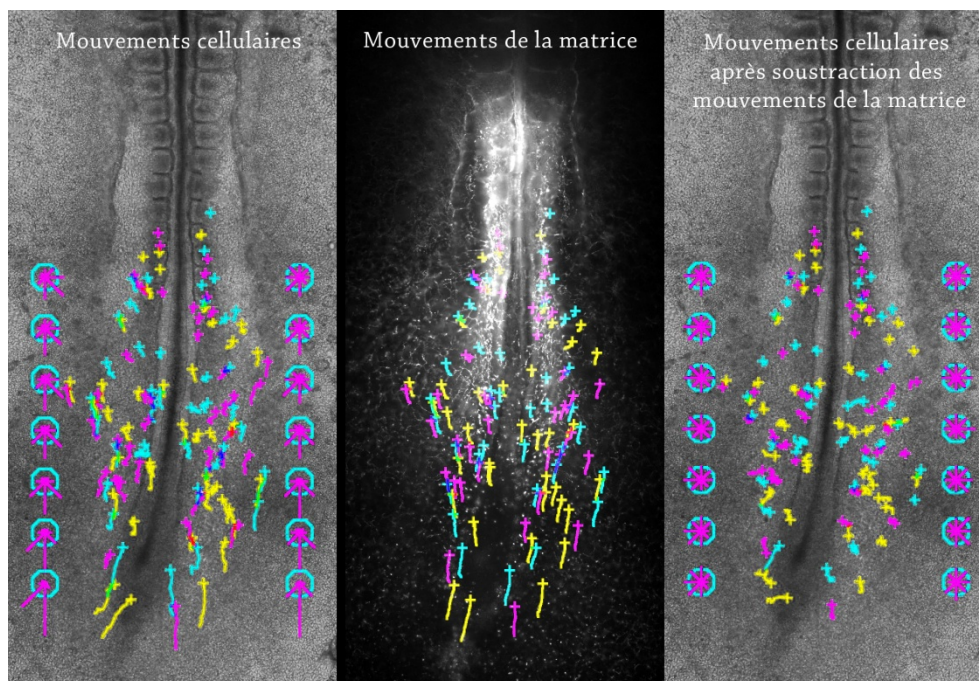 Mouvements cellulaires
Mouvements de la matrice
Mouvements cellulaires
après soustraction des
mouvements de la matrice